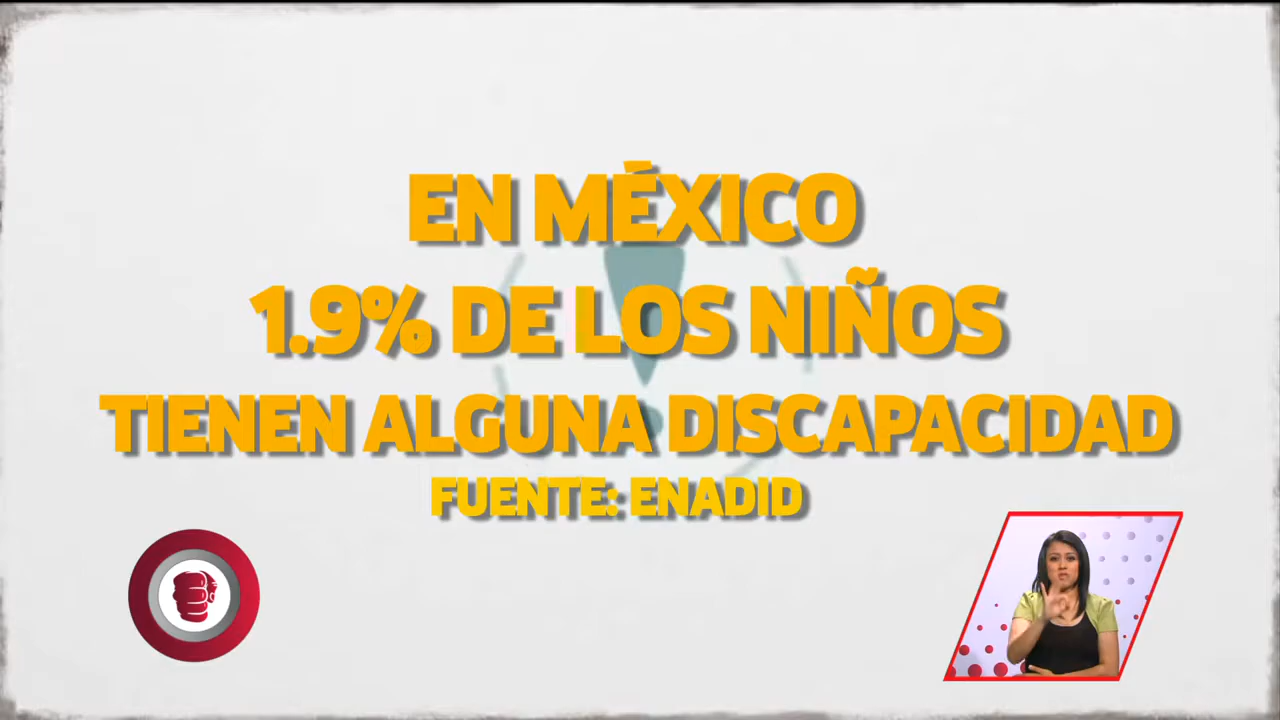 EN MÉXICO
1.9% DE LOS NIÑOS
TIENEN ALGUNA DISCAPACIDAD
FUENTE: ENADID